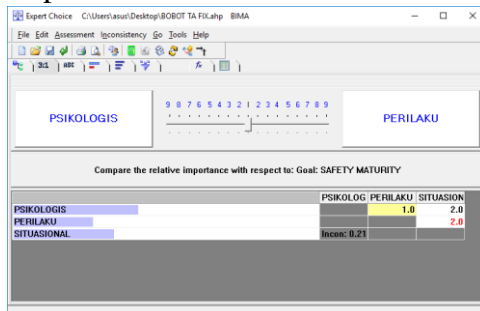 Expert Choice C:\Users\asus\Desktop\BOBOT TA FIX.ahp BIMA
File Edit Assessment Inconsistency Go Tools Help
3:1 ABC
PSIKOLOGIS
9 8 7 6 5 4 3 2 1 2 3 4 5 6 7 8 9
PERILAKU
Compare the relative importance with respect to: Goal: SAFETY MATURITY
PSIKOLOG PERILAKU SITUASION
PSIKOLOGIS 1.0 2.0
PERILAKU 2.0
SITUASIONAL Incon: 0.21